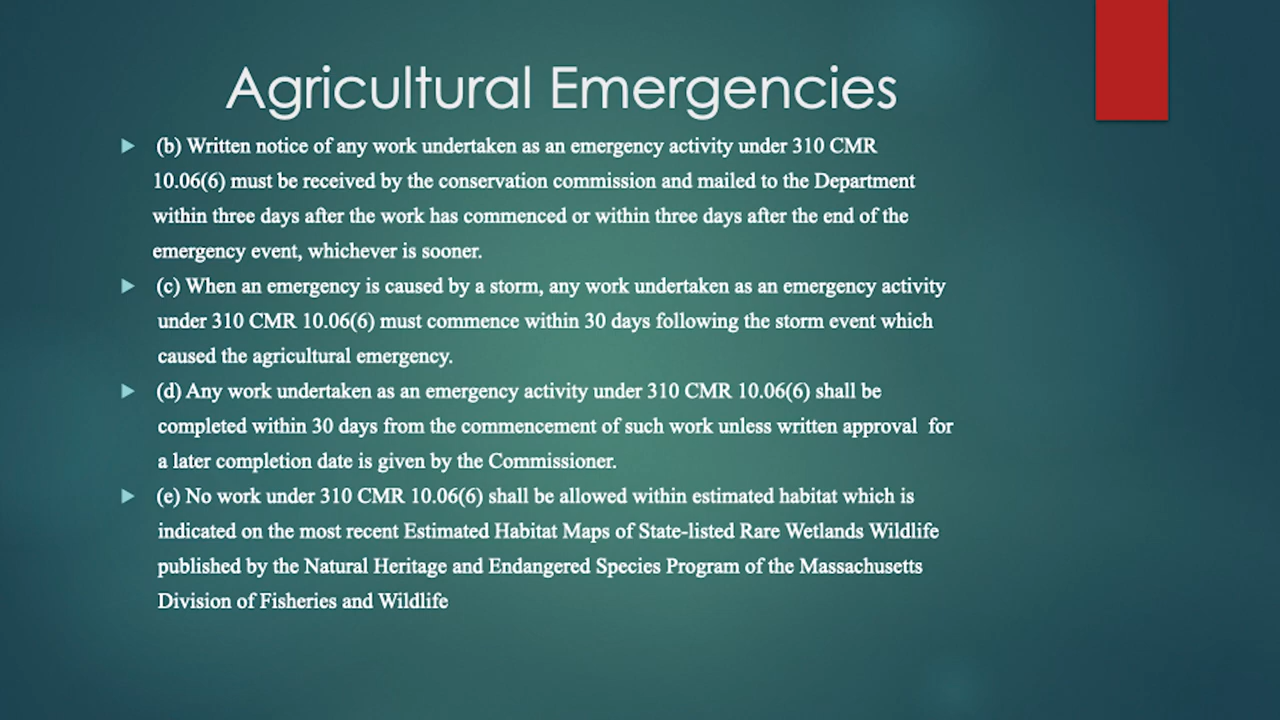 Agricultural Emergencies
(b) Written notice of any work undertaken as an emergency activity under 310 CMR
10.06(6) must be received by the conservation commission and mailed to the Department
within three days after the work has commenced or within three days after the end of the
emergency event, whichever is sooner.
(c) When an emergency is caused by a storm, any work undertaken as an emergency activity
under 310 CMR 10.06(6) must commence within 30 days following the storm event which
caused the agricultural emergency.
(d) Any work undertaken as an emergency activity under 310 CMR 10.06(6) shall be
completed within 30 days from the commencement of such work unless written approval for
a later completion date is given by the Commissioner.
(e) No work under 310 CMR 10.06(6) shall be allowed within estimated habitat which is
indicated on the most recent Estimated Habitat Maps of State-listed Rare Wetlands Wildlife
published by the Natural Heritage and Endangered Species Program of the Massachusetts
Division of Fisheries and Wildlife